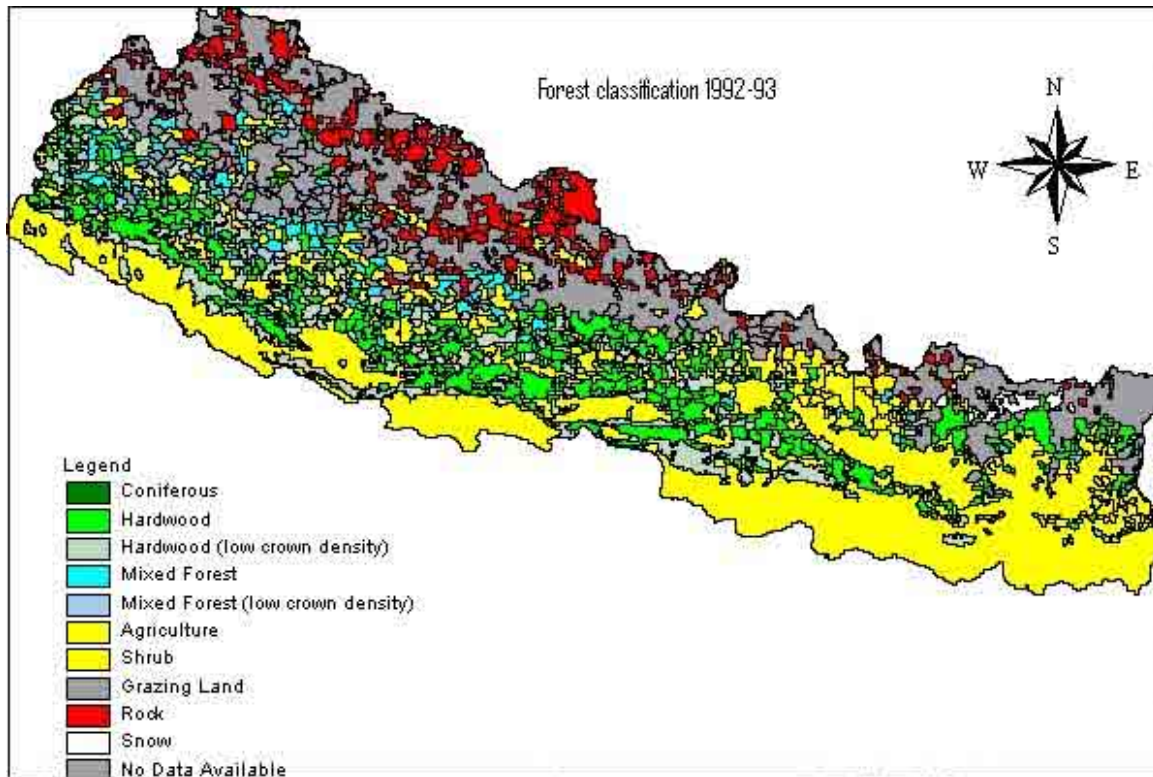 Forest classification 1992-93
N
W E
S
Legend
Coniferous
Hardwood
Hardwood (low crown density)
Mixed Forest
Mixed Forest (low crown density)
Agriculture
Shrub
Grazing Land
Rock
Snow
No Data Available